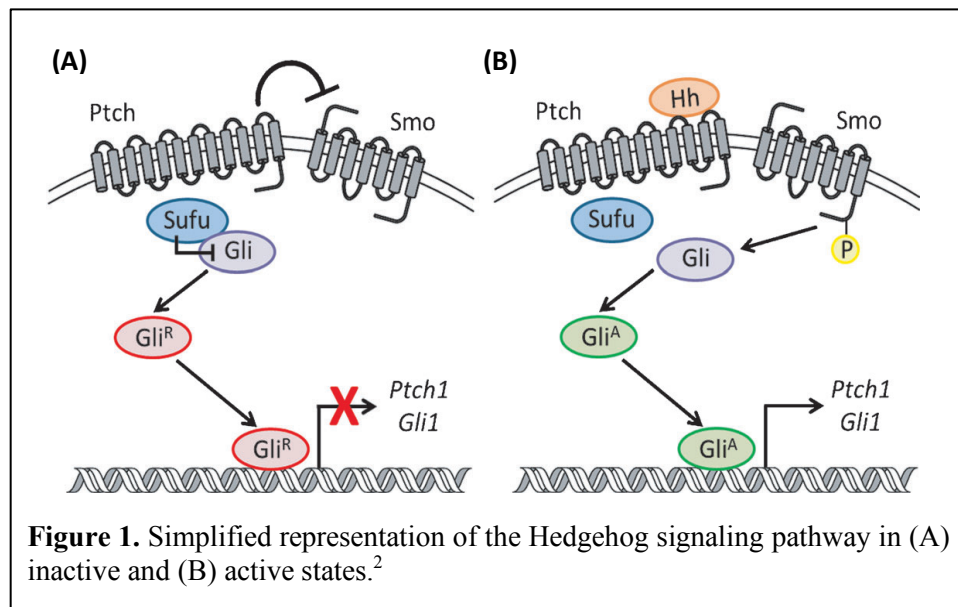 (A)
Ptch
Smo
Sufu
Gli
Gliᴿ
Gliᴿ
Ptch1
Gli1
(B)
Hh
Smo
Ptch
Sufu
P
Gli
Gliᴬ
Gliᴬ
Ptch1
Gli1
Figure 1. Simplified representation of the Hedgehog signaling pathway in (A)
inactive and (B) active states.²